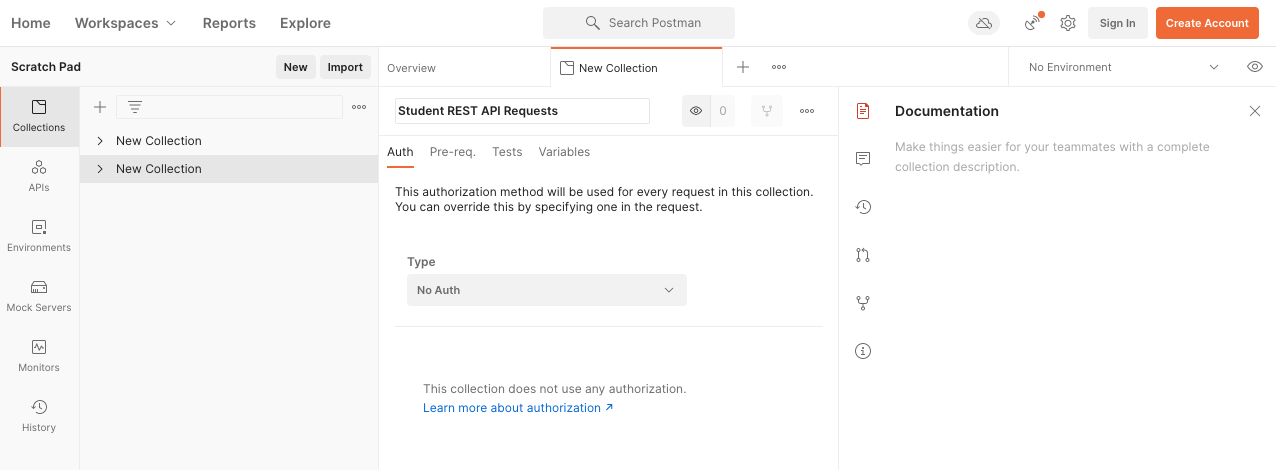 Home Workspaces Reports Explore Search Postman Sign In Create Account
Scratch Pad New Import Overview New Collection No Environment
Collections
APIs
Environments
Mock Servers
Monitors
History
New Collection
New Collection
Student REST API Requests 0
Auth Pre-req. Tests Variables
This authorization method will be used for every request in this collection.
You can override this by specifying one in the request.
Type
No Auth
This collection does not use any authorization.
Learn more about authorization
Documentation
Make things easier for your teammates with a complete
collection description.